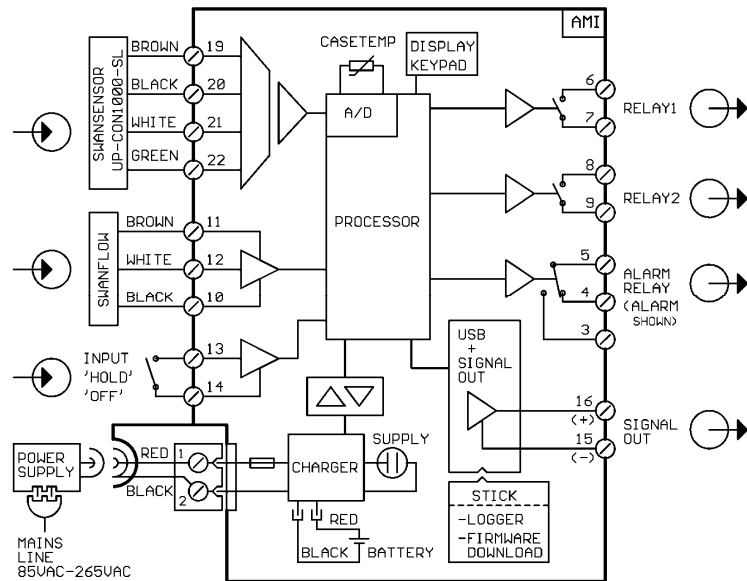 AMI
SWANSENSOR
UP-CON1000-SL
BROWN 19
BLACK 20
WHITE 21
GREEN 22
CASETEMP
DISPLAY
KEYPAD
A/D
PROCESSOR
6
7
RELAY1
8
9
RELAY2
SWANFLOW
BROWN 11
WHITE 12
BLACK 10
5
4
3
ALARM
RELAY
(ALARM
SHOWN)
INPUT
'HOLD'
'OFF'
13
14
USB
+
SIGNAL
OUT
16
(+)
15
(-)
SIGNAL
OUT
POWER
SUPPLY
RED 1
BLACK 2
CHARGER
SUPPLY
RED
BLACK
BATTERY
STICK
-LOGGER
-FIRMWARE
DOWNLOAD
MAINS
LINE
85VAC-265VAC